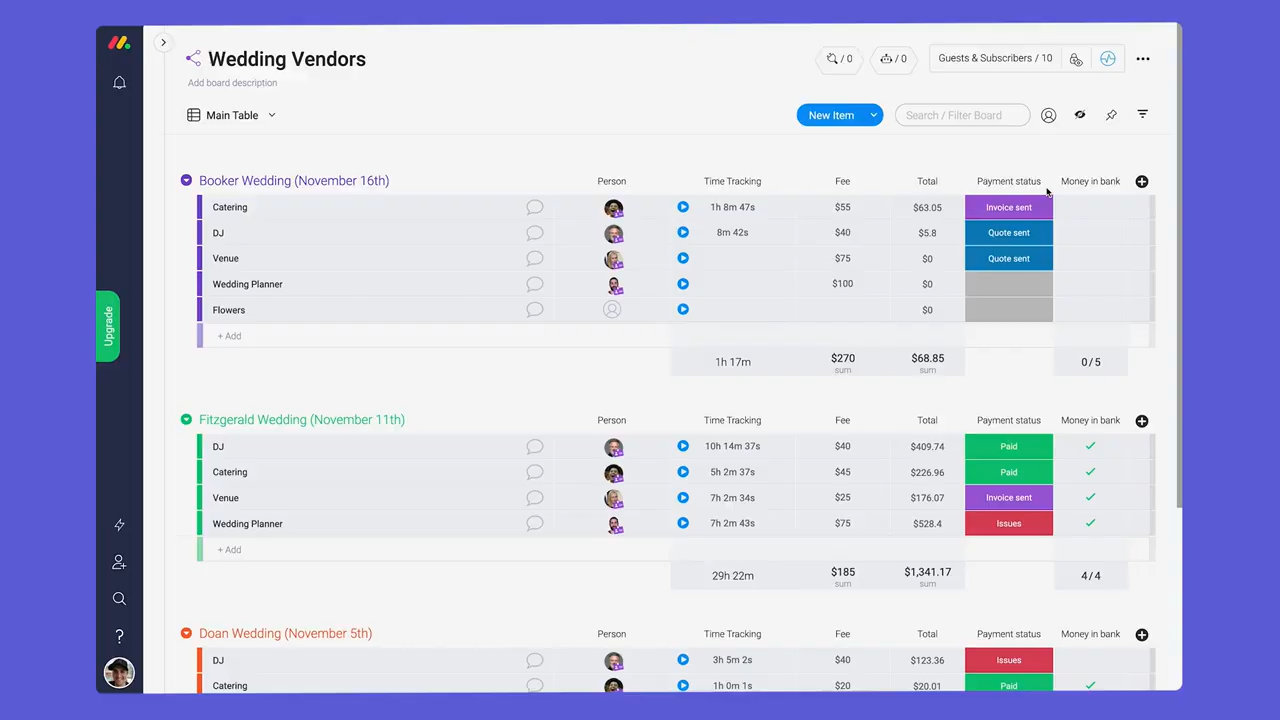 Wedding Vendors
/ 0
/ 0
Guests & Subscribers / 10
Add board description
Main Table
New Item
Search / Filter Board
Booker Wedding (November 16th) Person Time Tracking Fee Total Payment status Money in bank
Catering 1h 8m 47s $55 $63.05 Invoice sent
DJ 8m 42s $40 $5.8 Quote sent
Venue $75 $0 Quote sent
Wedding Planner $100 $0
Flowers $0
+ Add
1h 17m $270 $68.85 0/5
sum sum
Upgrade
Fitzgerald Wedding (November 11th) Person Time Tracking Fee Total Payment status Money in bank
DJ 10h 14m 37s $40 $409.74 Paid
Catering 5h 2m 37s $45 $226.96 Paid
Venue 7h 2m 34s $25 $176.07 Invoice sent
Wedding Planner 7h 2m 43s $75 $528.4 Issues
+ Add
29h 22m $185 $1,341.17 4/4
sum sum
Doan Wedding (November 5th) Person Time Tracking Fee Total Payment status Money in bank
DJ 3h 5m 2s $40 $123.36 Issues
Catering 1h 0m 1s $20 $20.01 Paid